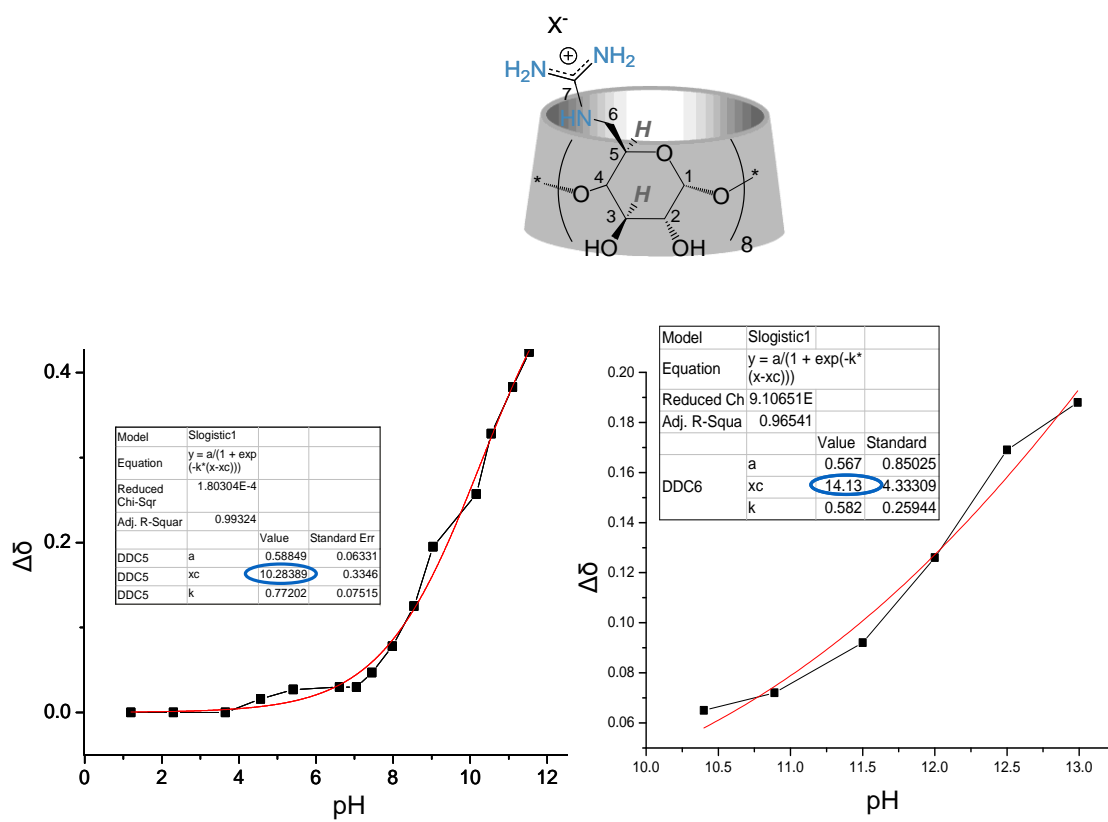 X-
H2N
NH2
7
HN
6
H
5
O
4
1
*
*
O
H
O
3
2
HO
OH
8
Model Slogistic1
Equation y = a/(1 + exp
(-k*(x-xc)))
Reduced
Chi-Sqr 1.80304E-4
Adj. R-Squar 0.99324
Value Standard Err
DDC5 a 0.58849 0.06331
DDC5 xc 10.28389 0.3346
DDC5 k 0.77202 0.07515
0.4
0.2
0.0
Δδ
0 2 4 6 8 10 12
pH
Model Slogistic1
Equation y = a/(1 + exp(-k*
(x-xc)))
Reduced Ch 9.10651E
Adj. R-Squa 0.96541
Value Standard
a 0.567 0.85025
DDC6 xc 14.13 4.33309
k 0.582 0.25944
0.20
0.18
0.16
0.14
0.12
0.10
0.08
0.06
Δδ
10.0 10.5 11.0 11.5 12.0 12.5 13.0
pH